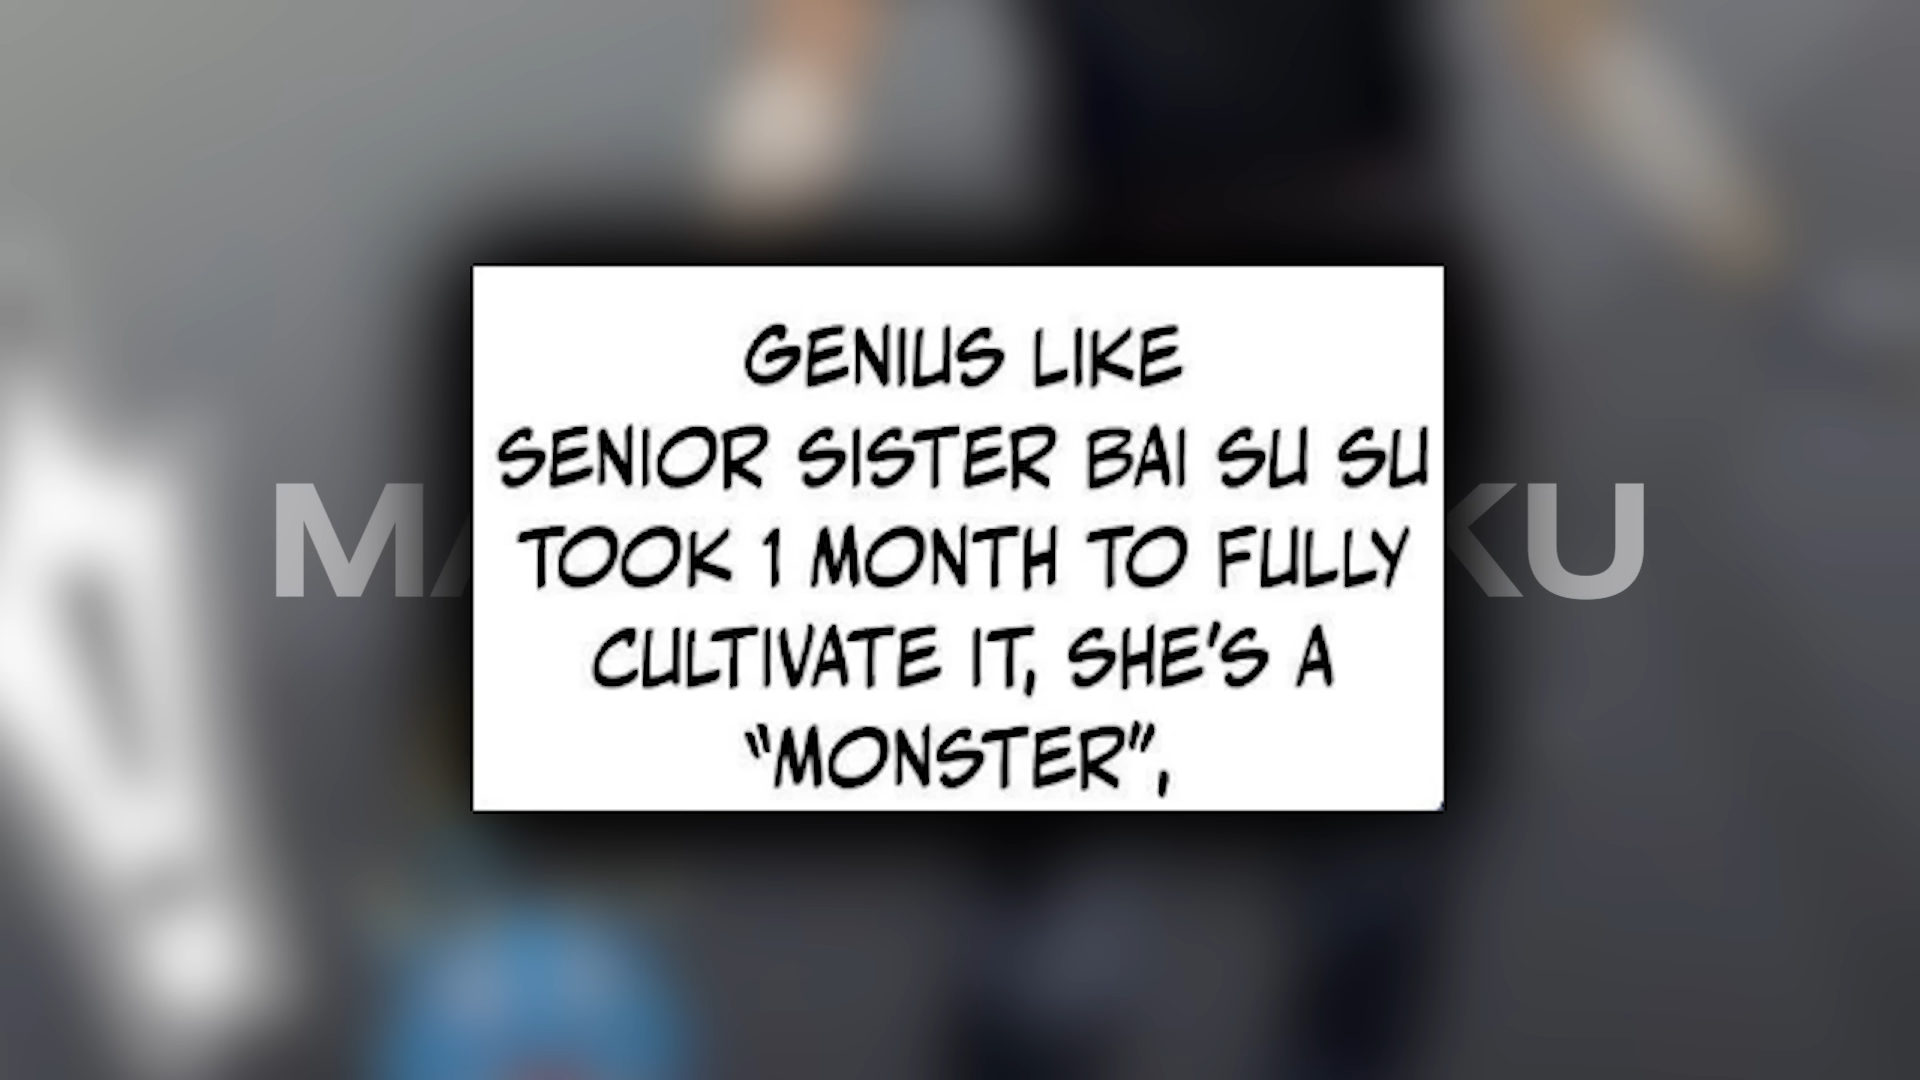 GENIUS LIKE
SENIOR SISTER BAI SU SU
TOOK 1 MONTH TO FULLY
CULTIVATE IT, SHE'S A
“MONSTER”,